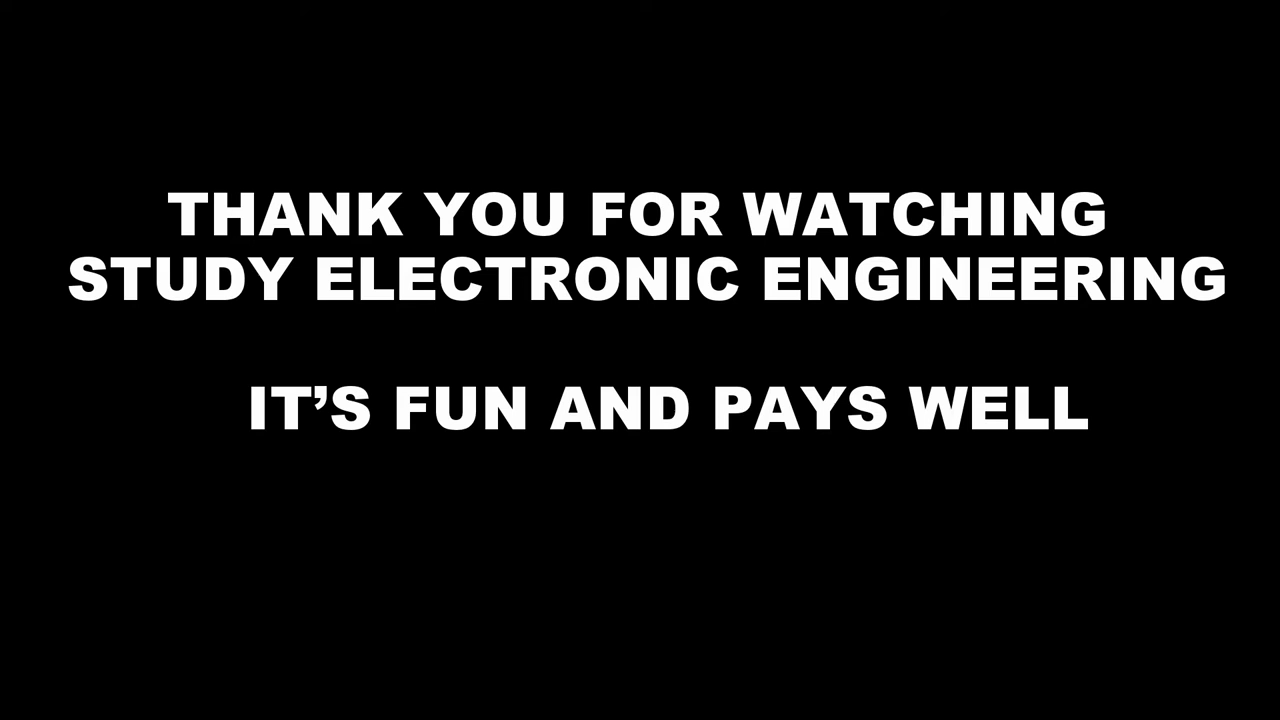 THANK YOU FOR WATCHING
STUDY ELECTRONIC ENGINEERING
IT’S FUN AND PAYS WELL